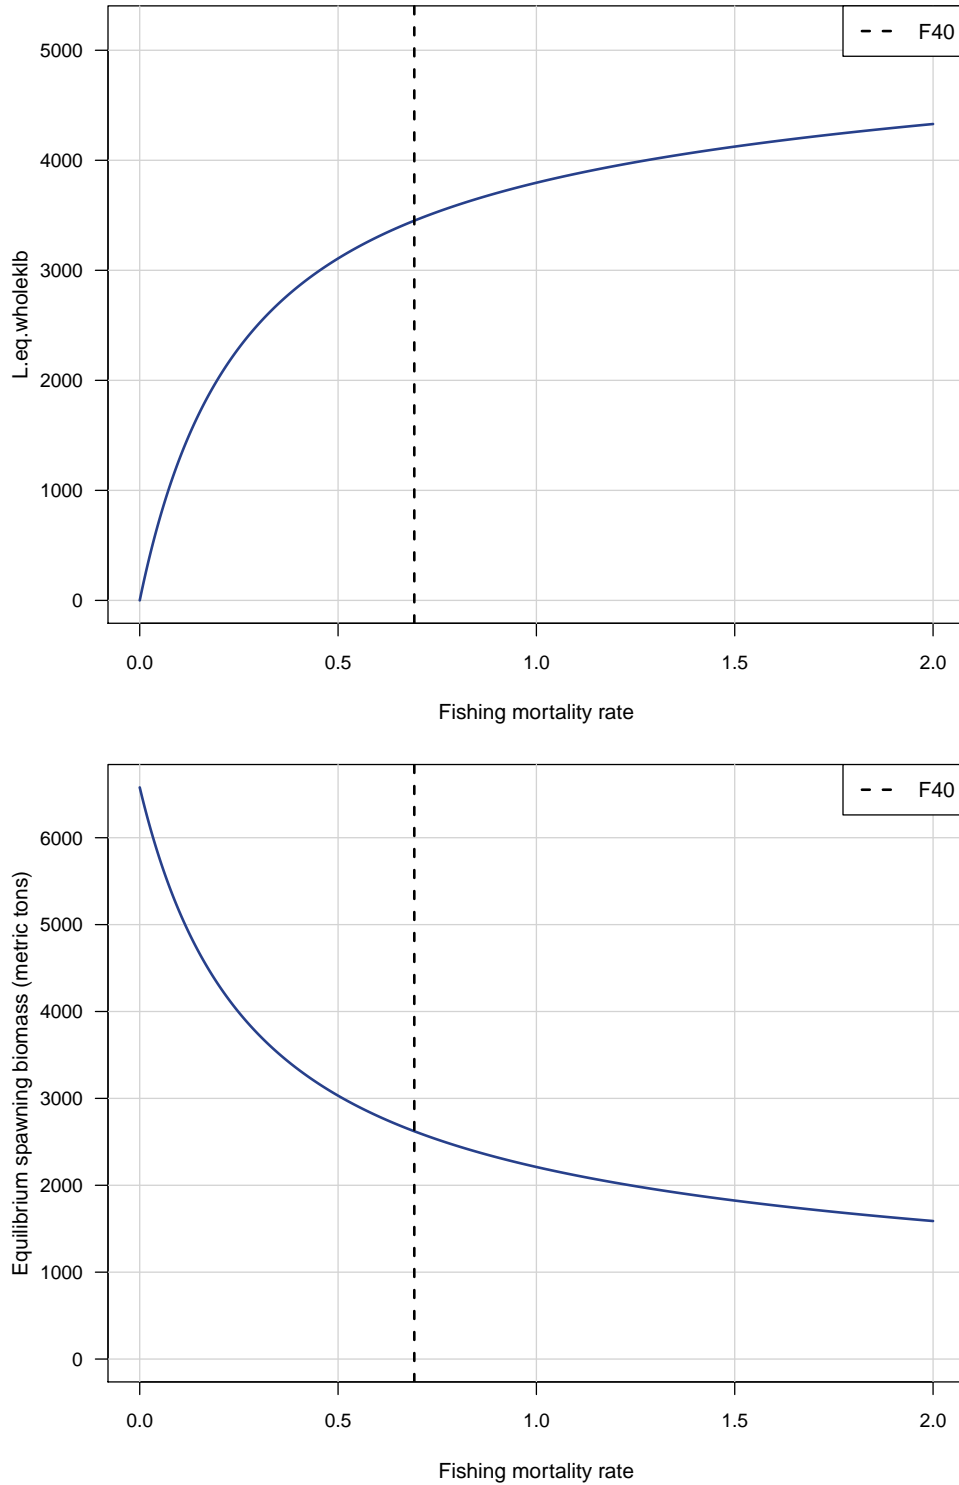 F40
5000
4000
3000
2000
1000
0
L.eq.wholeklb
0.0 0.5 1.0 1.5 2.0
Fishing mortality rate
F40
6000
5000
4000
3000
2000
1000
0
Equilibrium spawning biomass (metric tons)
0.0 0.5 1.0 1.5 2.0
Fishing mortality rate